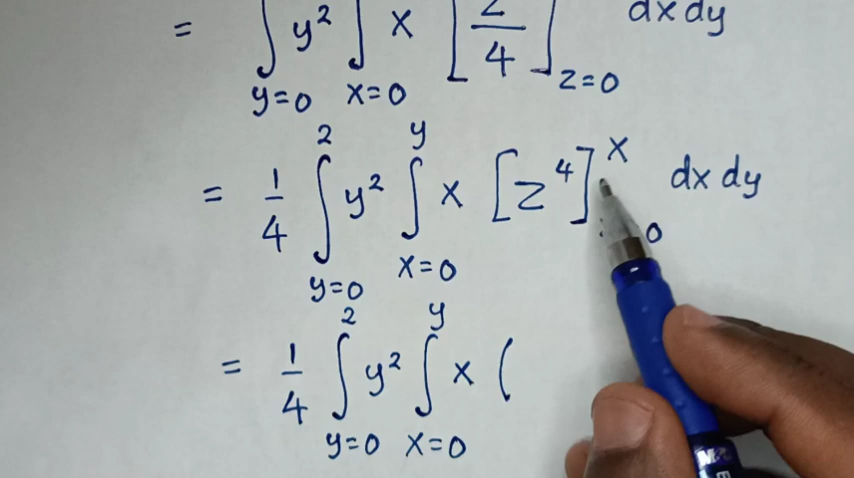 = ∫ y² ∫ x [ z / 4 ] dx dy
y=0 x=0 z=0
2 y
= 1/4 ∫ y² ∫ x [z⁴]ˣ dx dy
y=0 x=0 0
2 y
= 1/4 ∫ y² ∫ x (
y=0 x=0